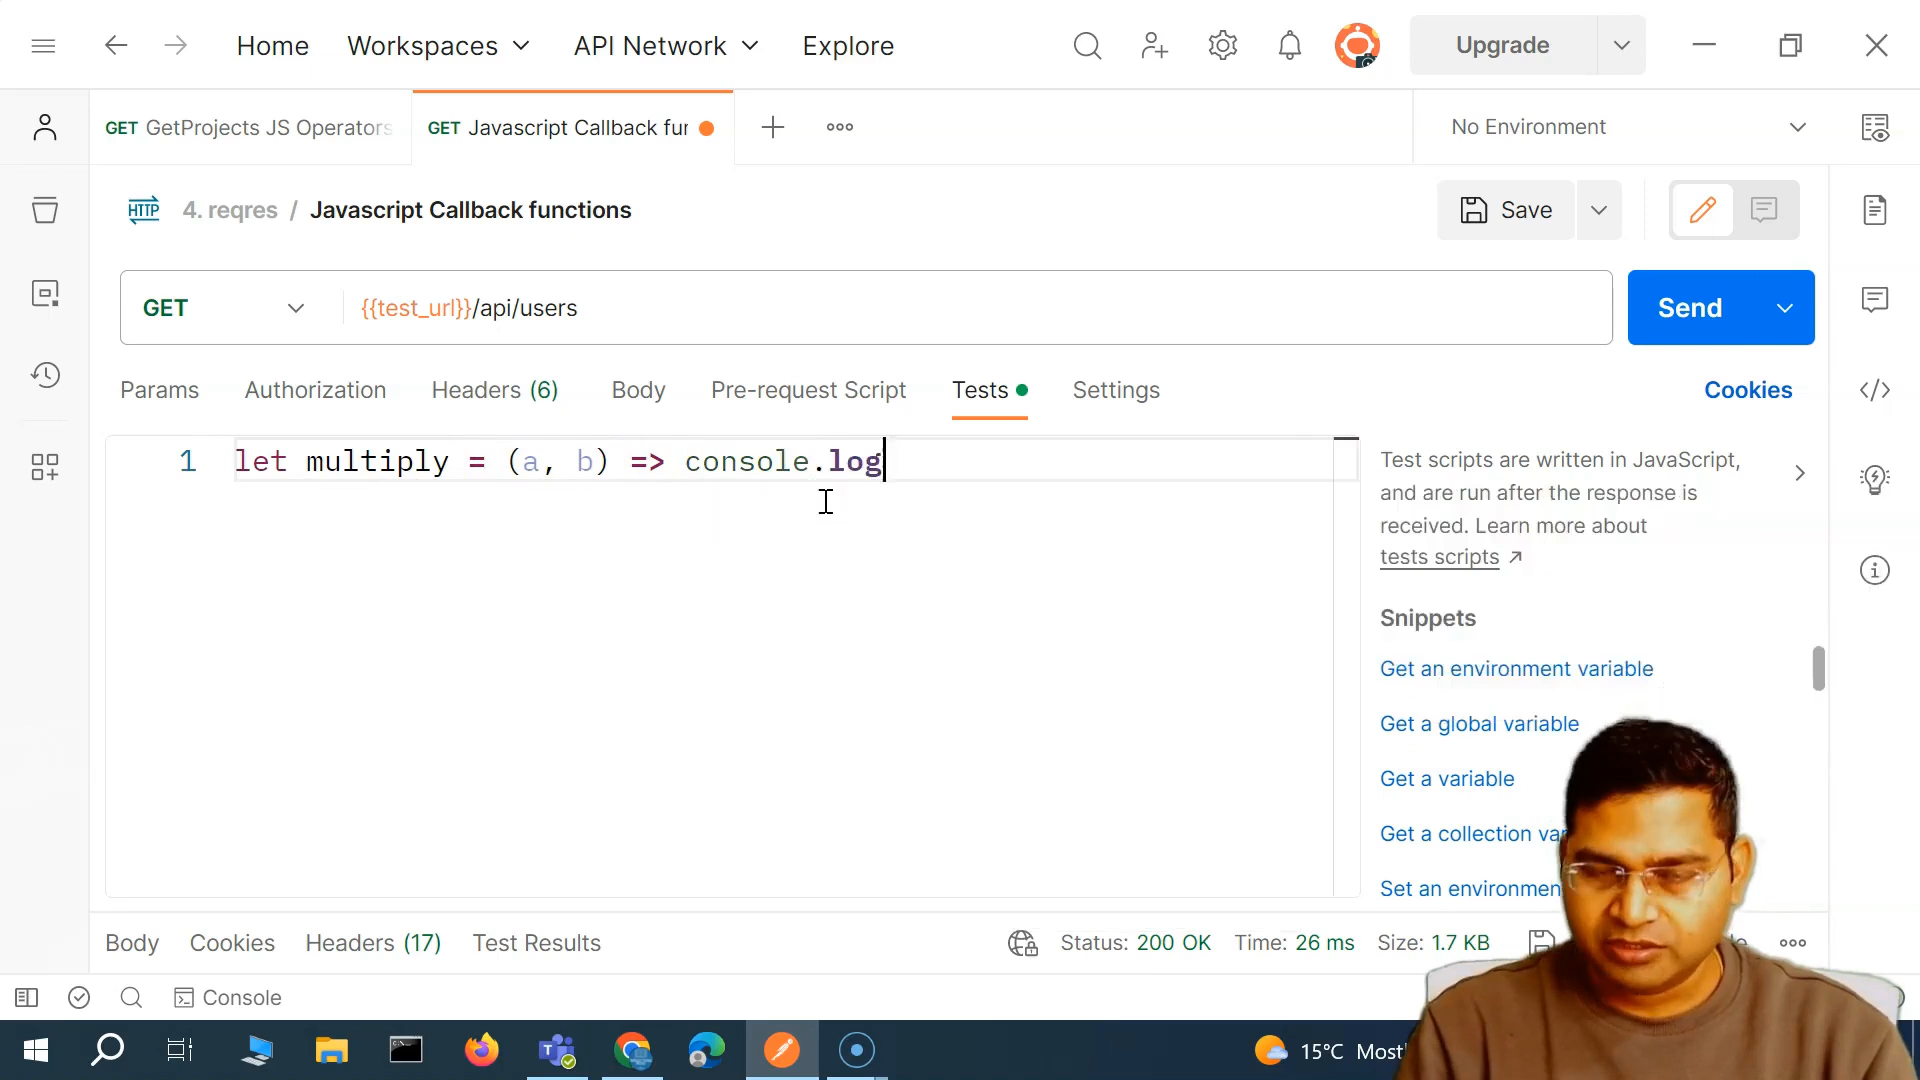 Home Workspaces API Network Explore Upgrade
GET GetProjects JS Operators GET Javascript Callback fur No Environment
HTTP 4. reqres / Javascript Callback functions Save
GET {{test_url}}/api/users Send
Params Authorization Headers (6) Body Pre-request Script Tests Settings Cookies
1 let multiply = (a, b) => console.log
Test scripts are written in JavaScript,
and are run after the response is
received. Learn more about
tests scripts ↗
Snippets
Get an environment variable
Get a global variable
Get a variable
Get a collection var
Set an environmen
Body Cookies Headers (17) Test Results Status: 200 OK Time: 26 ms Size: 1.7 KB
Console
15°C Mostl